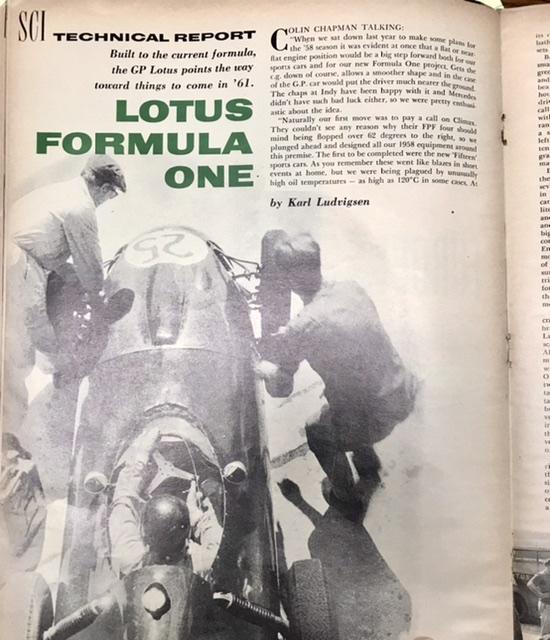 SCI TECHNICAL REPORT
Built to the current formula,
the GP Lotus points the way
toward things to come in '61.
LOTUS
FORMULA
ONE
COLIN CHAPMAN TALKING:
"When we sat down last year to make some plans for
the '58 season it was evident at once that a flat or near-
flat engine position would be a big step forward both for our
sports cars and for our new Formula One project. Gets the
c.g. down of course, allows a smoother shape and in the case
of the G.P. car would put the driver much nearer the ground.
The chaps at Indy have been happy with it and Mercedes
didn't have such bad luck either, so we were pretty enthusi-
astic about the idea.
"Naturally our first move was to pay a call on Climax.
They couldn't see any reason why their FPF four should
mind being flopped over 62 degrees to the right, so we
plunged ahead and designed all our 1958 equipment around
this premise. The first to be completed were the new 'Fifteen'
sports cars. As you remember these went like blazes in short
events at home, but we were being plagued by unusually
high oil temperatures — as high as 120°C in some cases. At
by Karl Ludvigsen